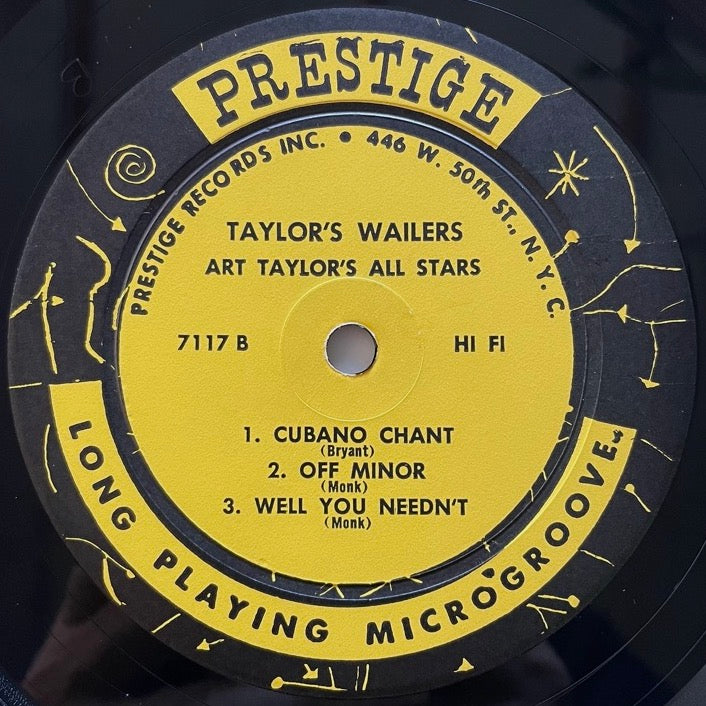 PRESTIGE
PRESTIGE RECORDS INC. • 446 W. 50th ST., N.Y.C.
TAYLOR'S WAILERS
ART TAYLOR'S ALL STARS
7117 B
HI FI
1. CUBANO CHANT
(Bryant)
2. OFF MINOR
(Monk)
3. WELL YOU NEEDN'T
(Monk)
LONG PLAYING MICROGROOVE